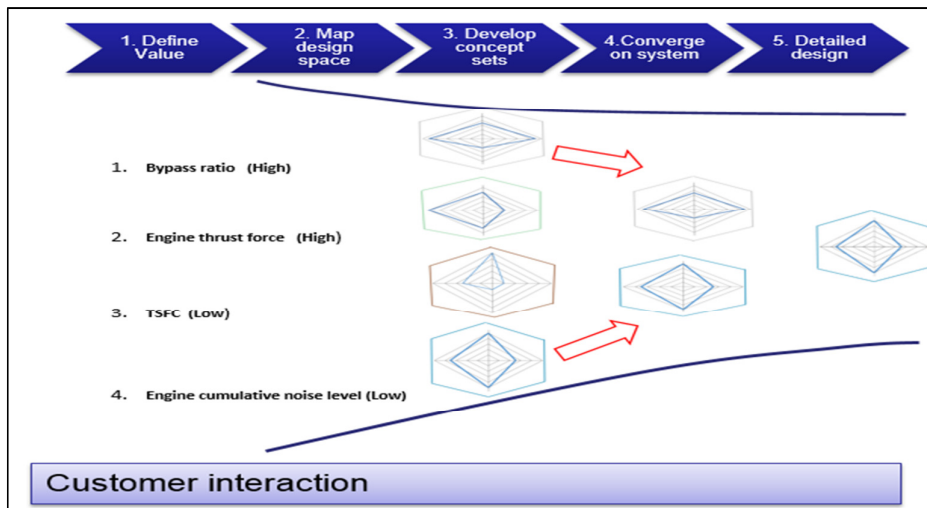 1. Define
Value
2. Map
design
space
3. Develop
concept
sets
4.Converge
on system
5. Detailed
design
1. Bypass ratio (High)
2. Engine thrust force (High)
3. TSFC (Low)
4. Engine cumulative noise level (Low)
Customer interaction